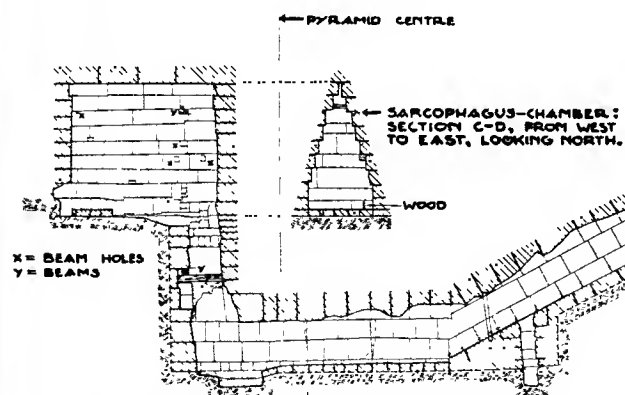 PYRAMID CENTRE
SARCOPHAGUS-CHAMBER:
SECTION C-D, FROM WEST
TO EAST, LOOKING NORTH.
WOOD
X = BEAM HOLES
Y = BEAMS
Y
X
X
X
Y